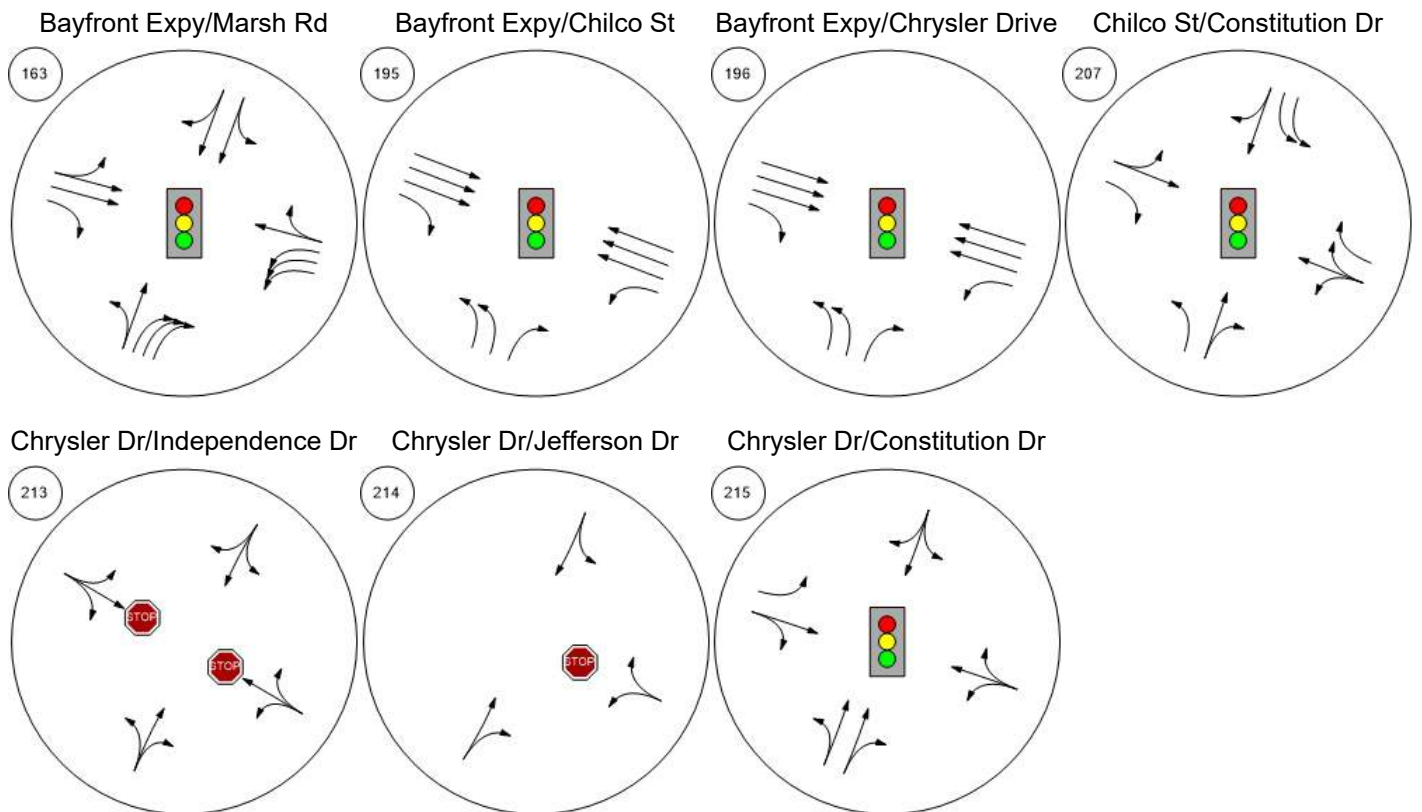 Bayfront Expy/Marsh Rd
Bayfront Expy/Chilco St
Bayfront Expy/Chrysler Drive
Chilco St/Constitution Dr
163
195
196
207
Chrysler Dr/Independence Dr
Chrysler Dr/Jefferson Dr
Chrysler Dr/Constitution Dr
213
214
215
STOP
STOP
STOP